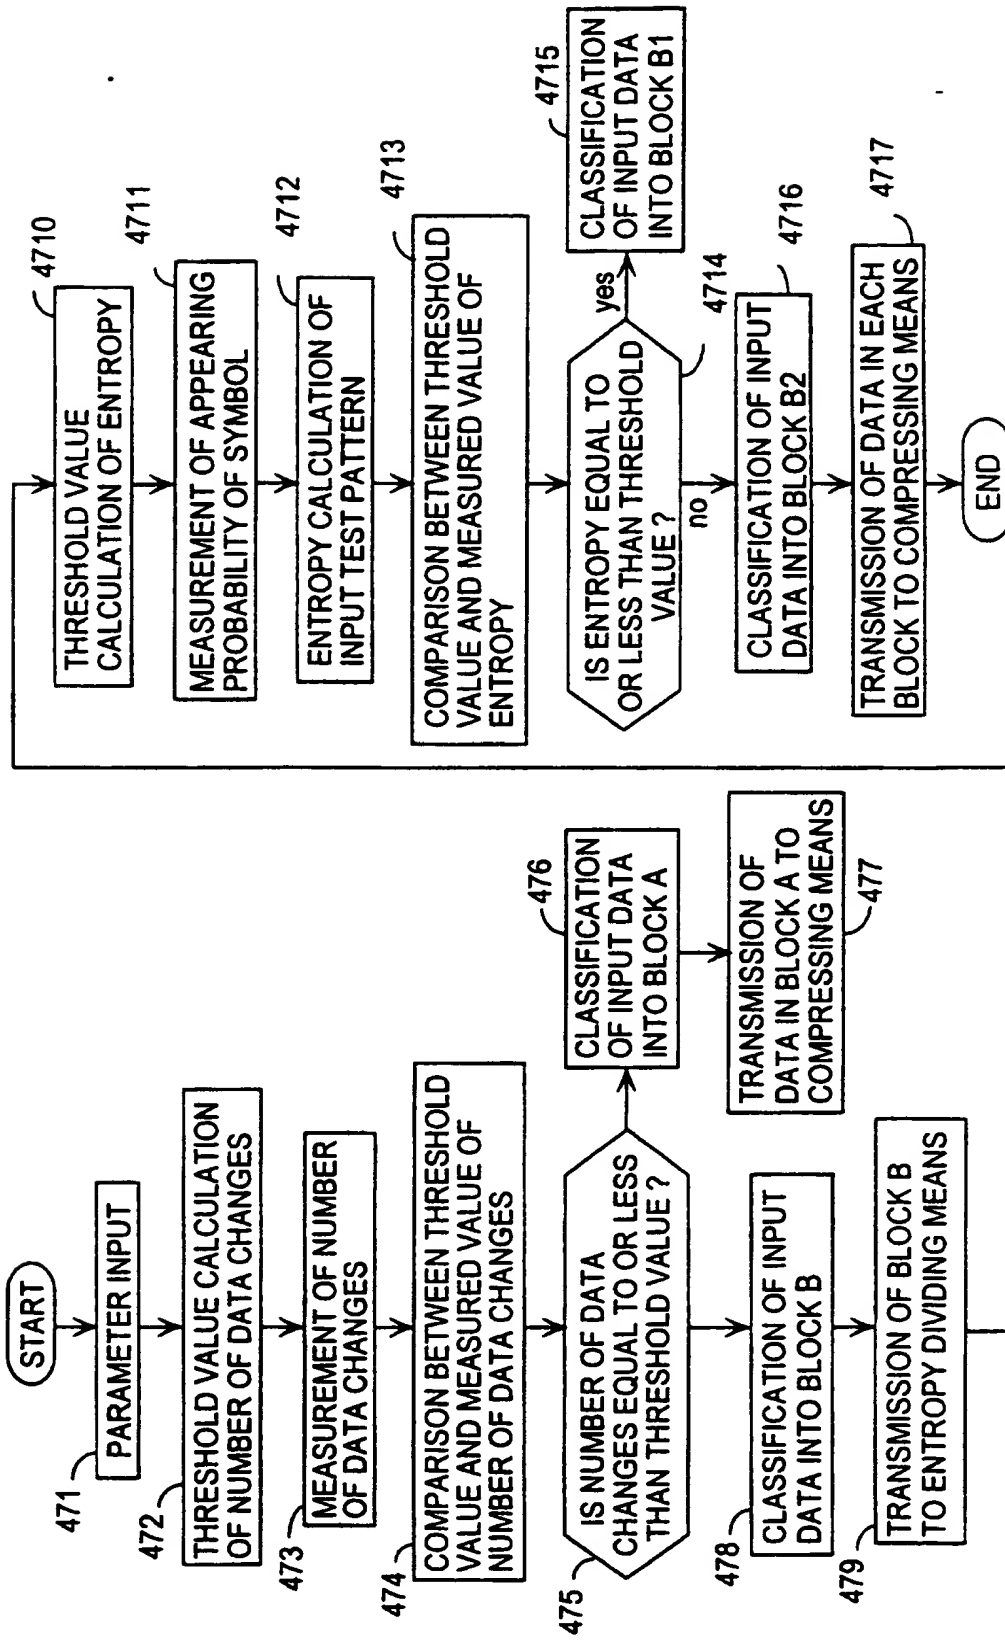 START
471
PARAMETER INPUT
472
THRESHOLD VALUE CALCULATION
OF NUMBER OF DATA CHANGES
473
MEASUREMENT OF NUMBER
OF DATA CHANGES
474
COMPARISON BETWEEN THRESHOLD
VALUE AND MEASURED VALUE OF
NUMBER OF DATA CHANGES
475
IS NUMBER OF DATA
CHANGES EQUAL TO OR LESS
THAN THRESHOLD VALUE ?
476
CLASSIFICATION
OF INPUT DATA
INTO BLOCK A
TRANSMISSION OF
DATA IN BLOCK A TO
COMPRESSING MEANS
477
478
CLASSIFICATION OF INPUT
DATA INTO BLOCK B
479
TRANSMISSION OF BLOCK B
TO ENTROPY DIVIDING MEANS
4710
THRESHOLD VALUE
CALCULATION OF ENTROPY
4711
MEASUREMENT OF APPEARING
PROBABILITY OF SYMBOL
4712
ENTROPY CALCULATION OF
INPUT TEST PATTERN
4713
COMPARISON BETWEEN THRESHOLD
VALUE AND MEASURED VALUE OF
ENTROPY
IS ENTROPY EQUAL TO
OR LESS THAN THRESHOLD
VALUE ?
4714
yes
4715
CLASSIFICATION
OF INPUT DATA
INTO BLOCK B1
no
4716
CLASSIFICATION OF INPUT
DATA INTO BLOCK B2
4717
TRANSMISSION OF DATA IN EACH
BLOCK TO COMPRESSING MEANS
END